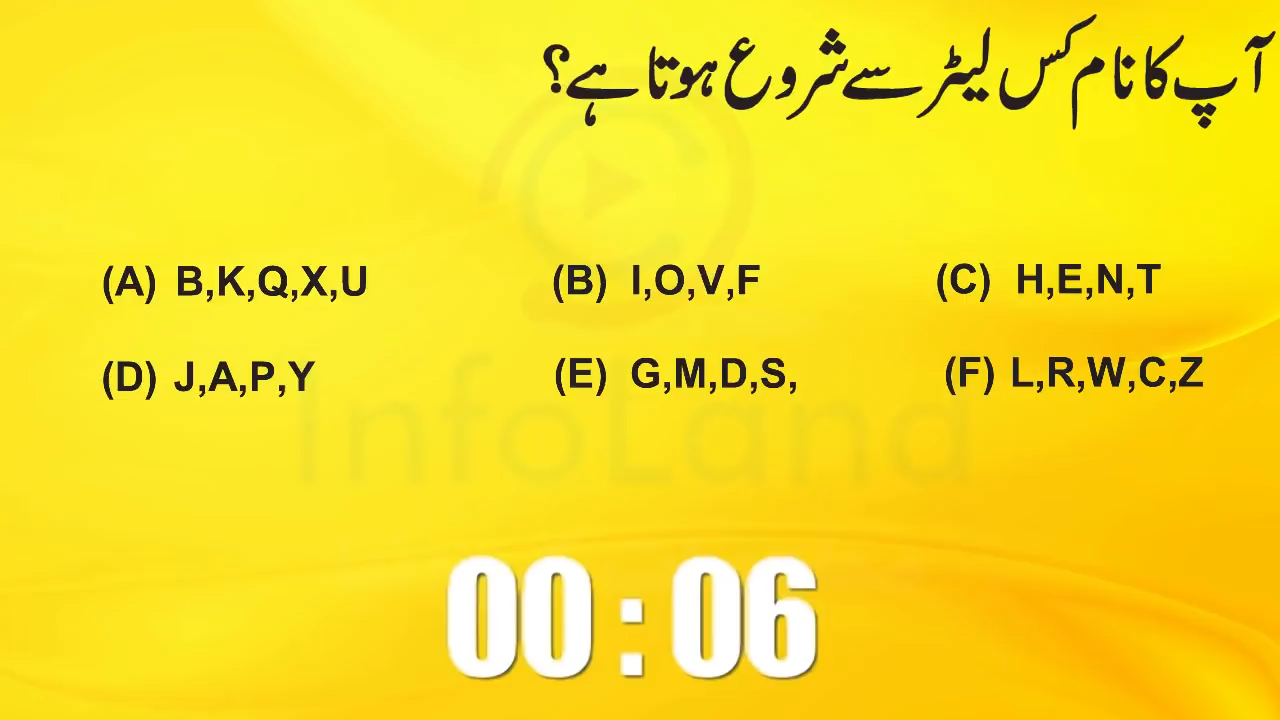 آپ کا نام کس لیٹر سے شروع ہوتا ہے؟
(A) B,K,Q,X,U (B) I,O,V,F (C) H,E,N,T
(D) J,A,P,Y (E) G,M,D,S, (F) L,R,W,C,Z
InfoLand
00:06